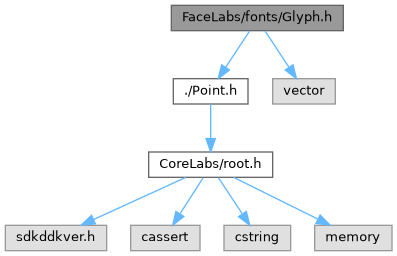 FaceLabs/fonts/Glyph.h
./Point.h
vector
CoreLabs/root.h
sdkddkver.h
cassert
cstring
memory